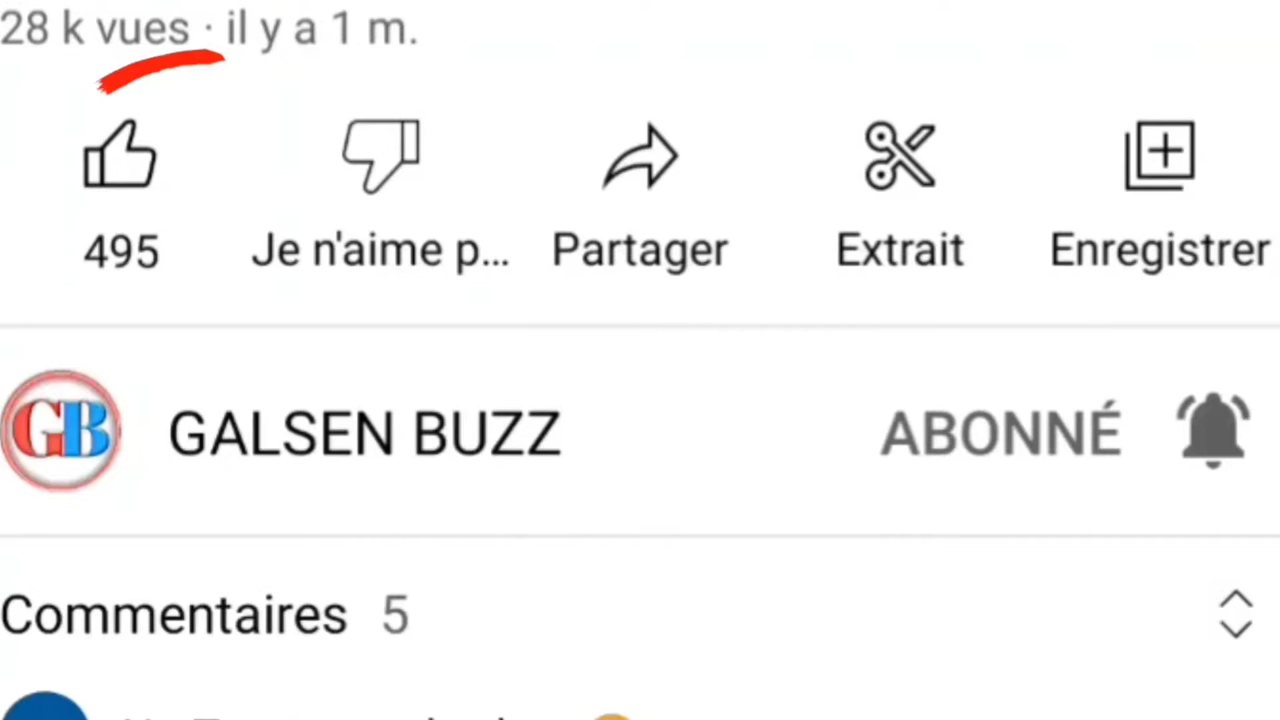 28 k vues · il y a 1 m.
495 Je n'aime p... Partager Extrait Enregistrer
GB GALSEN BUZZ ABONNÉ
Commentaires 5